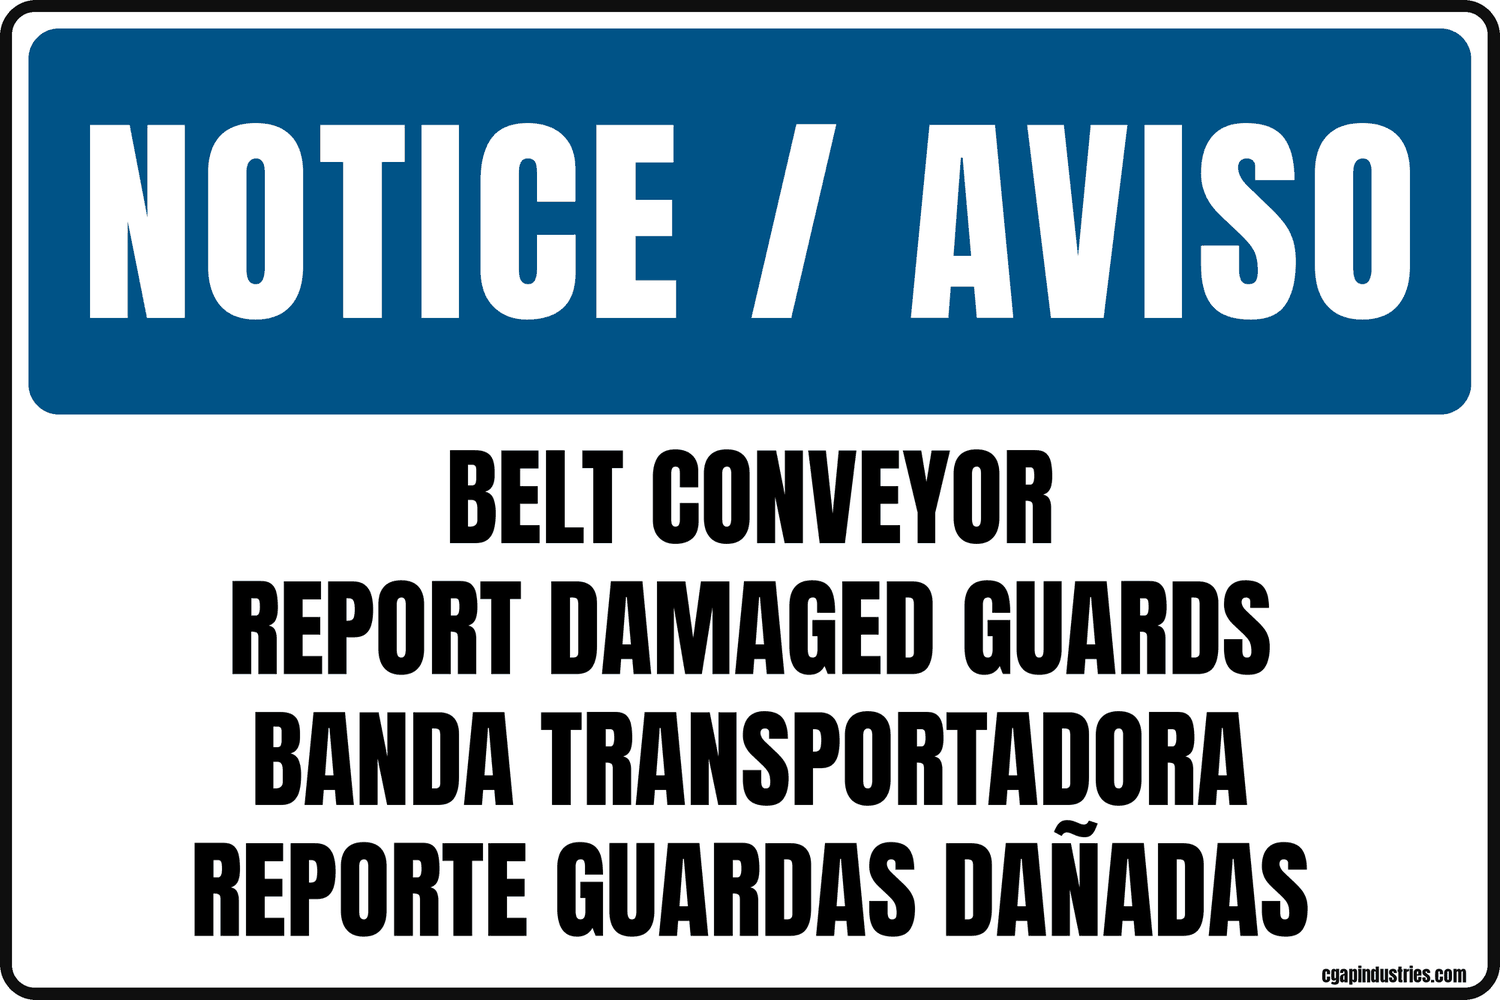 NOTICE / AVISO
BELT CONVEYOR
REPORT DAMAGED GUARDS
BANDA TRANSPORTADORA
REPORTE GUARDAS DAÑADAS
cgapindustries.com